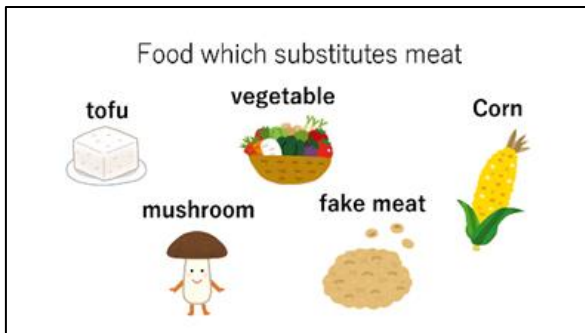 Food which substitutes meat
tofu
vegetable
Corn
mushroom
fake meat